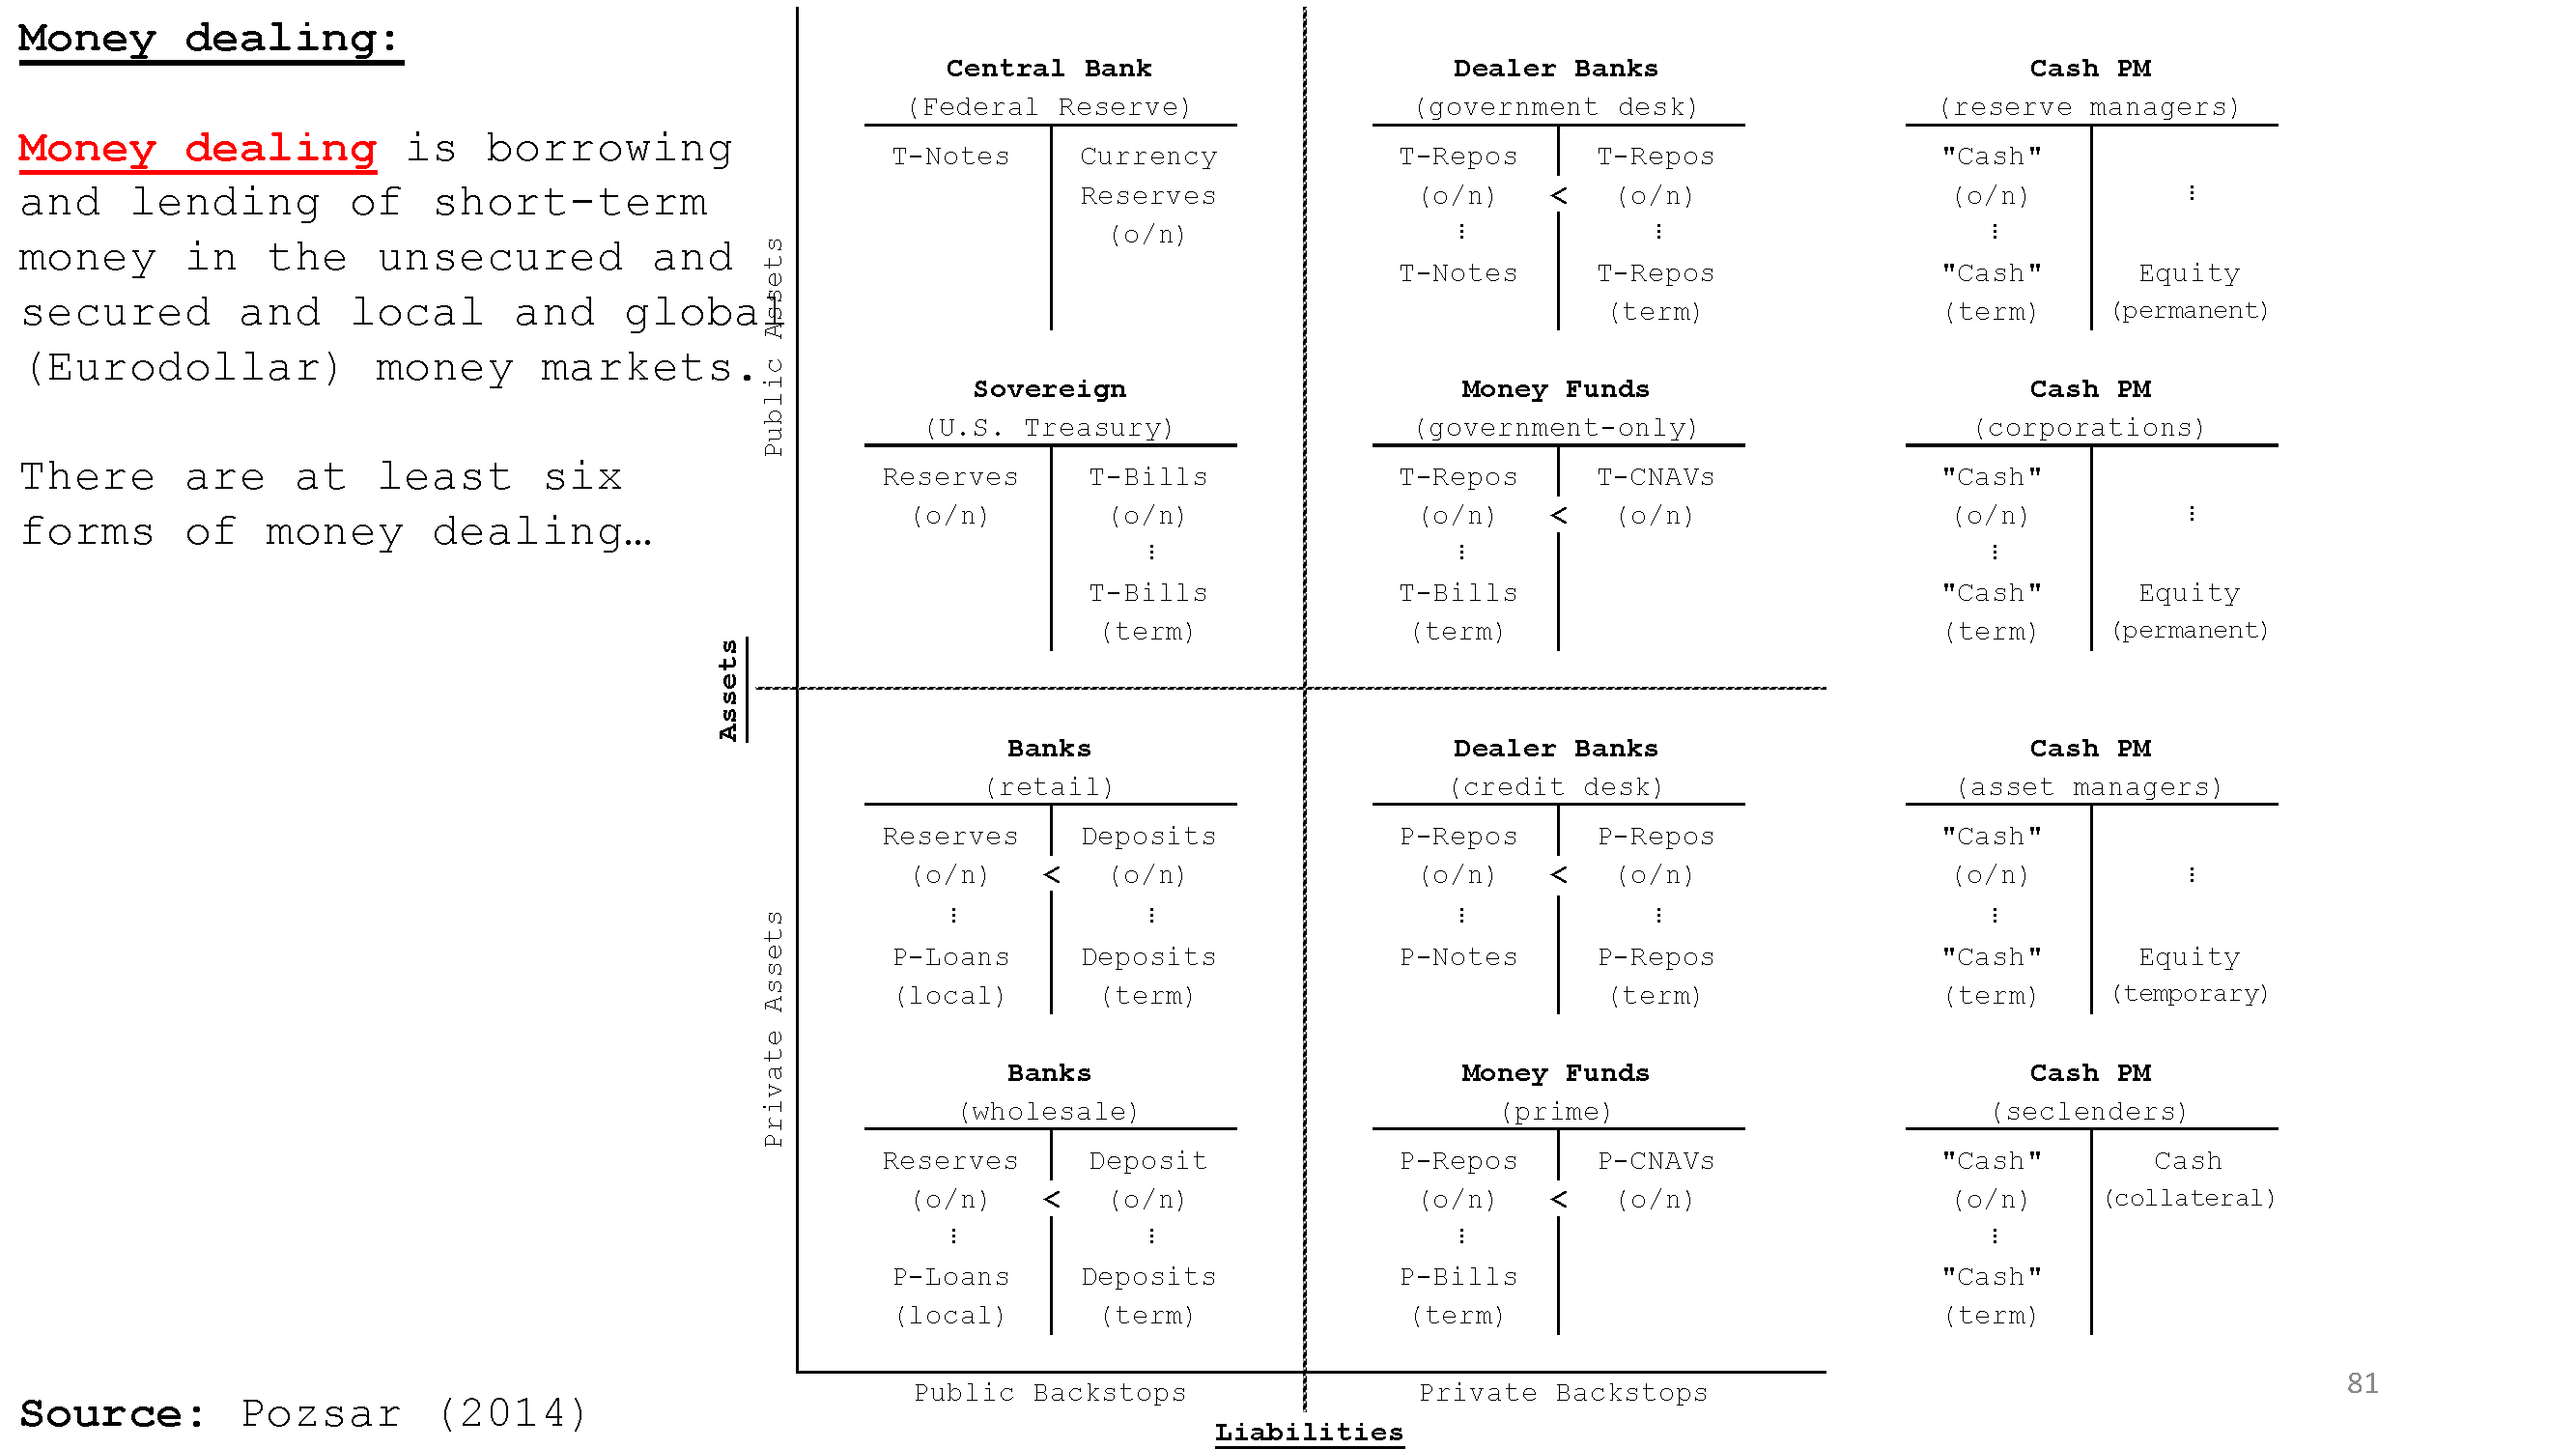 Money dealing:
Money dealing is borrowing
and lending of short-term
money in the unsecured and
secured and local and global
(Eurodollar) money markets.
There are at least six
forms of money dealing…
Source: Pozsar (2014)
Assets
Public Assets
Private Assets
Central Bank
(Federal Reserve)
T-Notes Currency
Reserves
(o/n)
Sovereign
(U.S. Treasury)
Reserves T-Bills
(o/n) (o/n)
⋮
T-Bills
(term)
Banks
(retail)
Reserves Deposits
(o/n) < (o/n)
⋮ ⋮
P-Loans Deposits
(local) (term)
Banks
(wholesale)
Reserves Deposit
(o/n) < (o/n)
⋮ ⋮
P-Loans Deposits
(local) (term)
Dealer Banks
(government desk)
T-Repos T-Repos
(o/n) < (o/n)
⋮ ⋮
T-Notes T-Repos
(term)
Money Funds
(government-only)
T-Repos T-CNAVs
(o/n) < (o/n)
⋮
T-Bills
(term)
Dealer Banks
(credit desk)
P-Repos P-Repos
(o/n) < (o/n)
⋮ ⋮
P-Notes P-Repos
(term)
Money Funds
(prime)
P-Repos P-CNAVs
(o/n) < (o/n)
⋮
P-Bills
(term)
Cash PM
(reserve managers)
"Cash"
(o/n) ⋮
⋮
"Cash" Equity
(term) (permanent)
Cash PM
(corporations)
"Cash"
(o/n) ⋮
⋮
"Cash" Equity
(term) (permanent)
Cash PM
(asset managers)
"Cash"
(o/n) ⋮
⋮
"Cash" Equity
(term) (temporary)
Cash PM
(seclenders)
"Cash" Cash
(o/n) (collateral)
⋮
"Cash"
(term)
Public Backstops Private Backstops
Liabilities
81